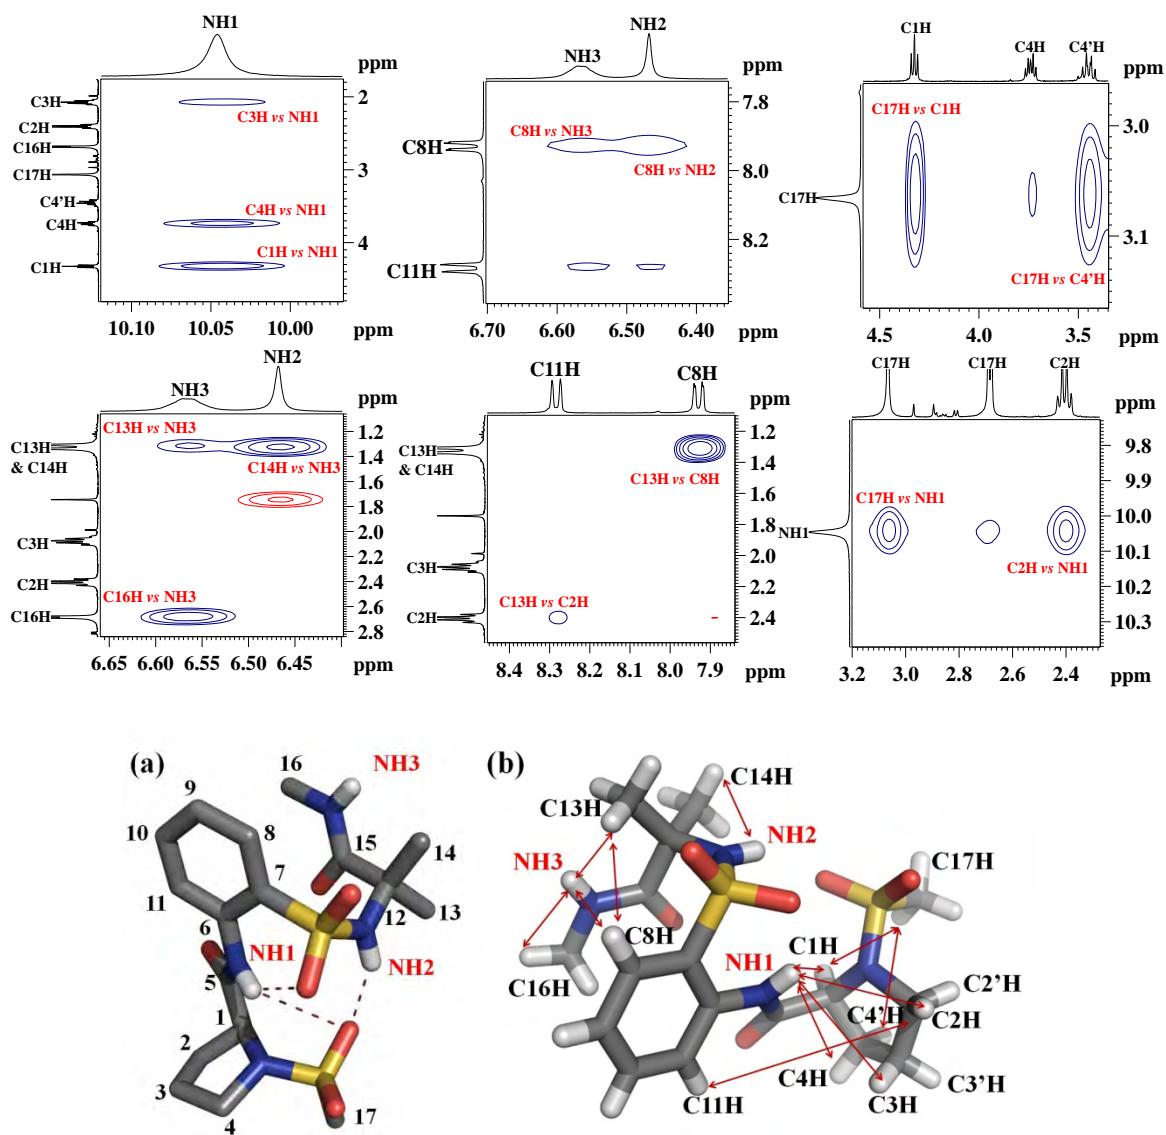 NH1
ppm
C3H
C2H
C16H
C17H
C4'H
C4H
C1H
C3H vs NH1
C4H vs NH1
C1H vs NH1
2
3
4
10.10 10.05 10.00
ppm
NH3 NH2
ppm
C8H
C11H
C8H vs NH3
C8H vs NH2
7.8
8.0
8.2
6.70 6.60 6.50 6.40
ppm
C1H C4H C4'H
ppm
C17H
C17H vs C1H
C17H vs C4'H
3.0
3.1
4.5 4.0 3.5
ppm
NH3 NH2
ppm
C13H
& C14H
C3H
C2H
C16H
C13H vs NH3
C14H vs NH3
C16H vs NH3
1.2
1.4
1.6
1.8
2.0
2.2
2.4
2.6
2.8
6.65 6.60 6.55 6.50 6.45
ppm
C11H C8H
ppm
C13H
& C14H
C3H
C2H
C13H vs C8H
C13H vs C2H
1.2
1.4
1.6
1.8
2.0
2.1
2.4
8.4 8.3 8.2 8.1 8.0 7.9
ppm
C17H C17H C2H
ppm
NH1
C17H vs NH1
C2H vs NH1
9.8
9.9
10.0
10.1
10.2
10.3
3.2 3.0 2.8 2.6 2.4
ppm
(a)
16
NH3
9
10
8
15
14
7
11
12
13
6
NH1
NH2
5
1
2
3
4
17
(b)
C14H
C13H
NH2
NH3
C17H
C8H
C1H
NH1
C16H
C2'H
C4'H
C2H
C4H
C3'H
C11H
C3H